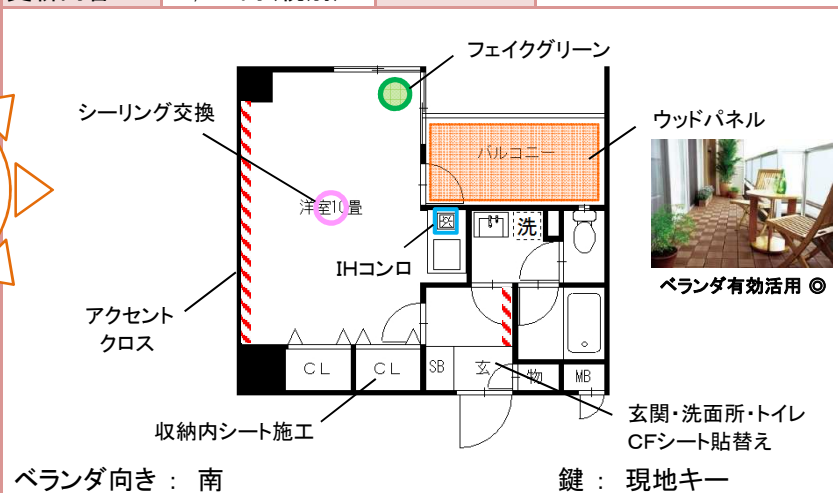 フェイクグリーン
シーリング交換
ウッドパネル
バルコニー
洋室10畳
洗
IHコンロ
ベランダ有効活用 ◎
アクセント
クロス
CL
CL
SB
玄
物
MB
収納内シート施工
玄関・洗面所・トイレ
CFシート貼替え
ベランダ向き : 南
鍵 : 現地キー